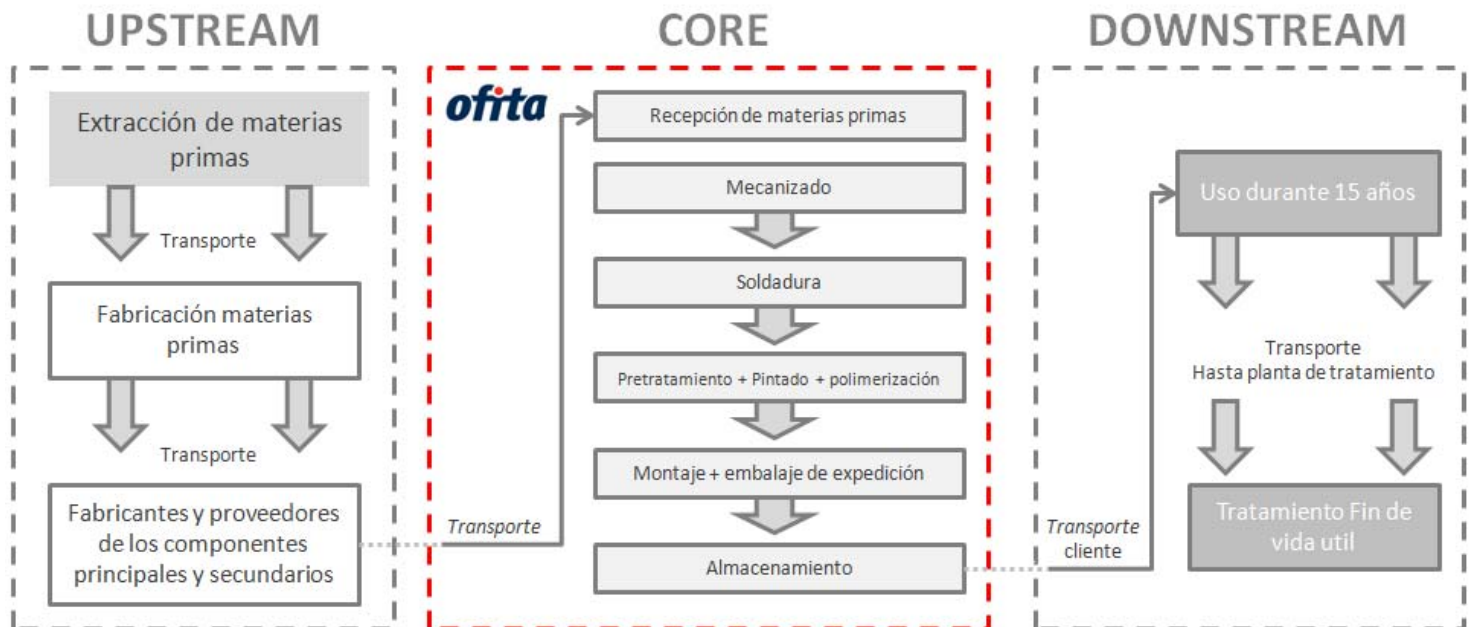 UPSTREAM
Extracción de materias
primas
Transporte
Fabricación materias
primas
Transporte
Fabricantes y proveedores
de los componentes
principales y secundarios
Transporte
CORE
ofita
Recepción de materias primas
Mecanizado
Soldadura
Pretratamiento + Pintado + polimerización
Montaje + embalaje de expedición
Almacenamiento
Transporte
cliente
DOWNSTREAM
Uso durante 15 años
Transporte
Hasta planta de tratamiento
Tratamiento Fin de
vida util